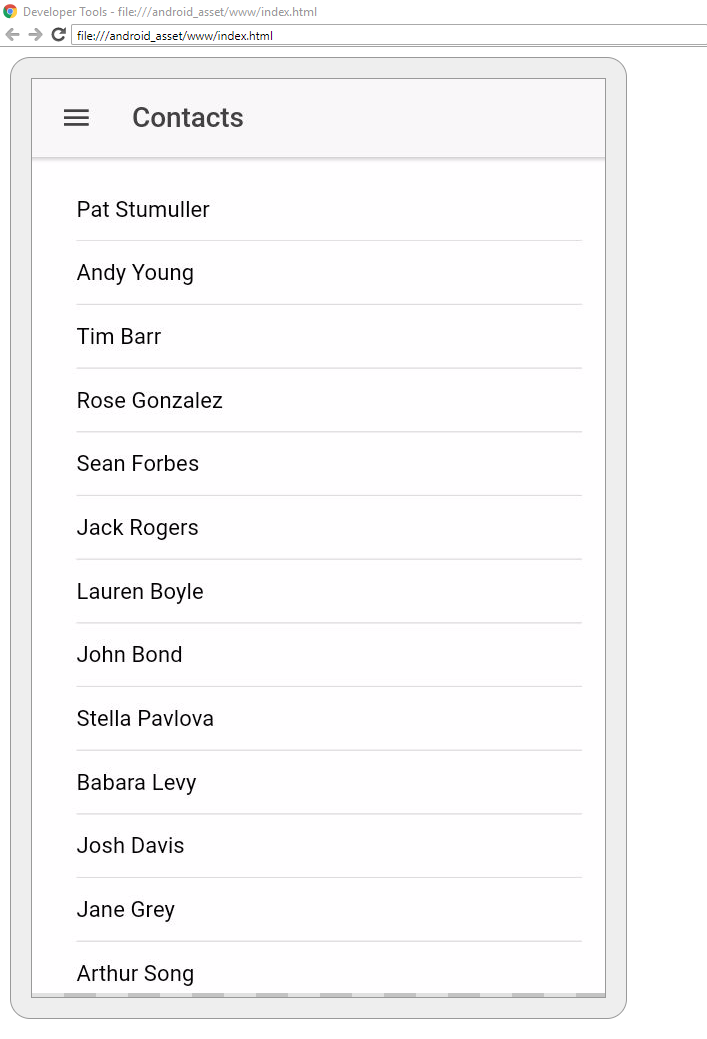 Developer Tools - file:///android_asset/www/index.html
file:///android_asset/www/index.html
Contacts
Pat Stumuller
Andy Young
Tim Barr
Rose Gonzalez
Sean Forbes
Jack Rogers
Lauren Boyle
John Bond
Stella Pavlova
Babara Levy
Josh Davis
Jane Grey
Arthur Song